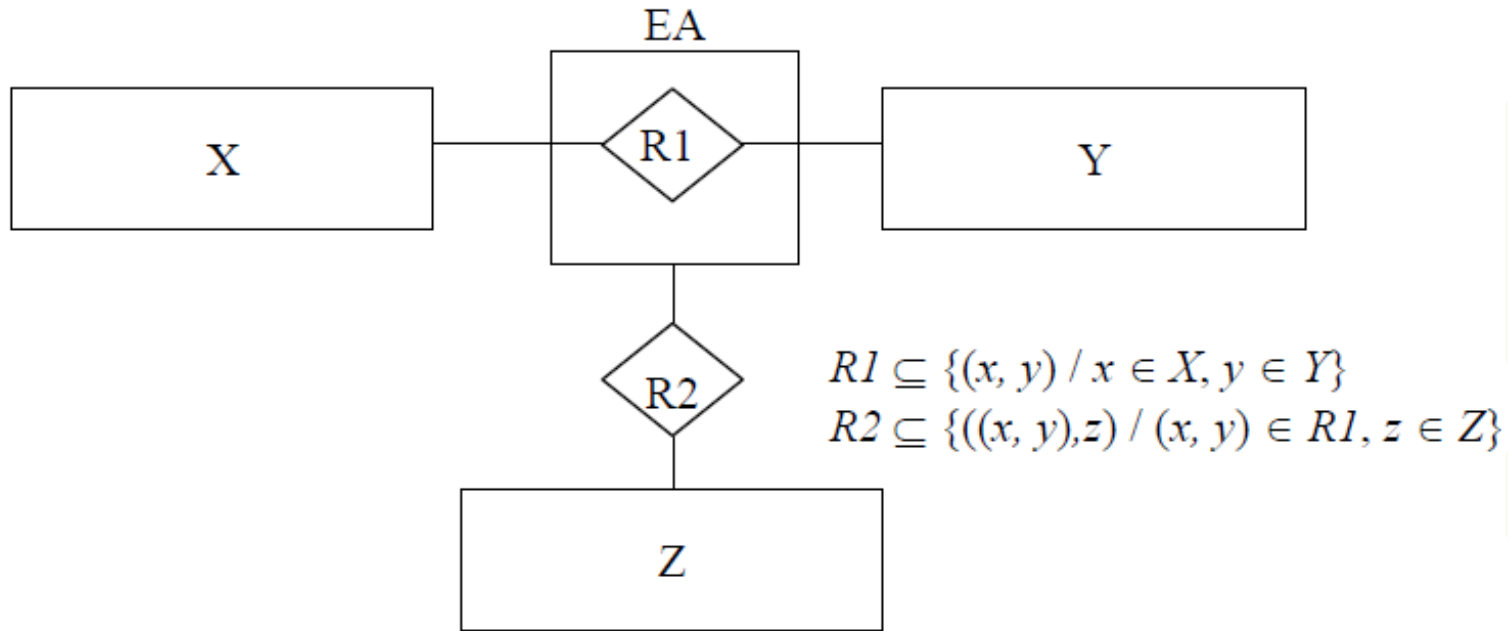 EA
X
R1
Y
R2
R1 ⊆ {(x, y) / x ∈ X, y ∈ Y}
R2 ⊆ {((x, y),z) / (x, y) ∈ R1, z ∈ Z}
Z